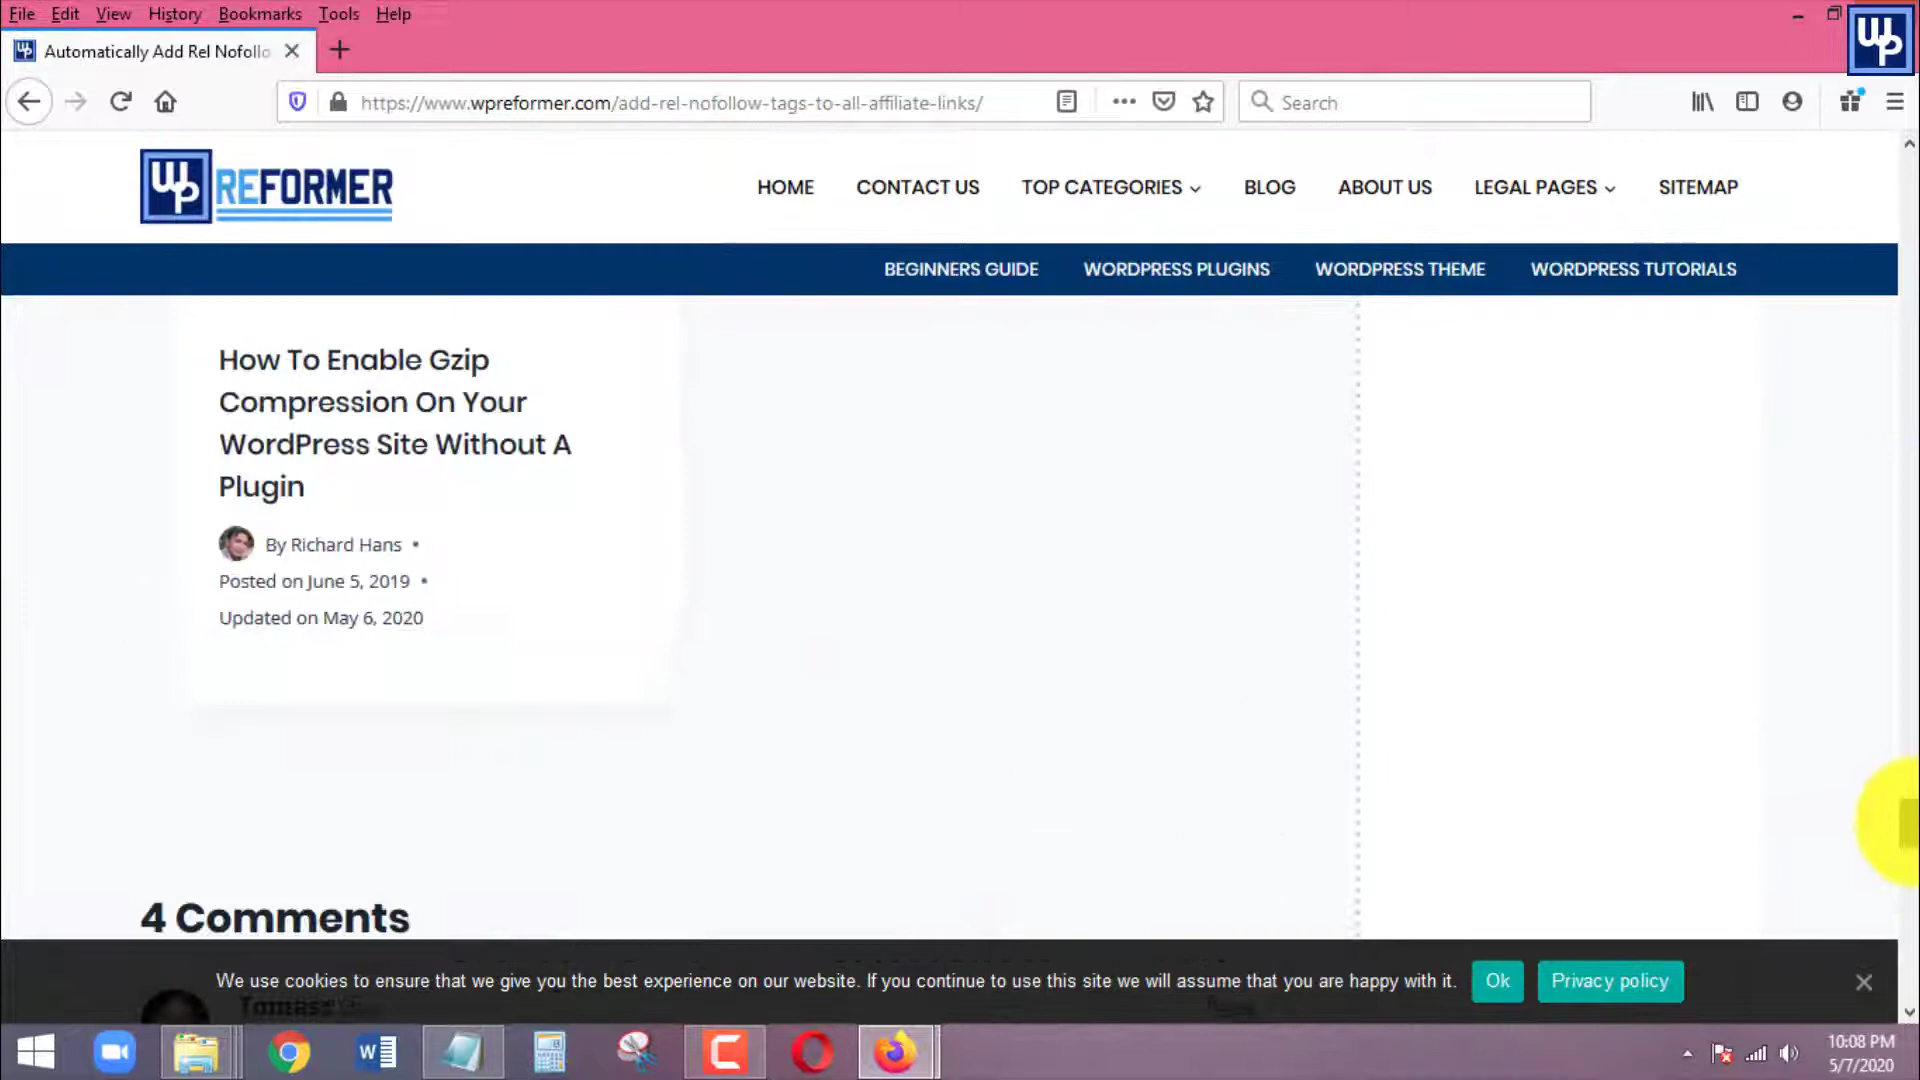 File Edit View History Bookmarks Tools Help
WP
Automatically Add Rel Nofollo
https://www.wpreformer.com/add-rel-nofollow-tags-to-all-affiliate-links/
Search
WP REFORMER
HOME CONTACT US TOP CATEGORIES BLOG ABOUT US LEGAL PAGES SITEMAP
BEGINNERS GUIDE WORDPRESS PLUGINS WORDPRESS THEME WORDPRESS TUTORIALS
How To Enable Gzip
Compression On Your
WordPress Site Without A
Plugin
By Richard Hans •
Posted on June 5, 2019 •
Updated on May 6, 2020
4 Comments
We use cookies to ensure that we give you the best experience on our website. If you continue to use this site we will assume that you are happy with it. Ok Privacy policy
10:08 PM
5/7/2020